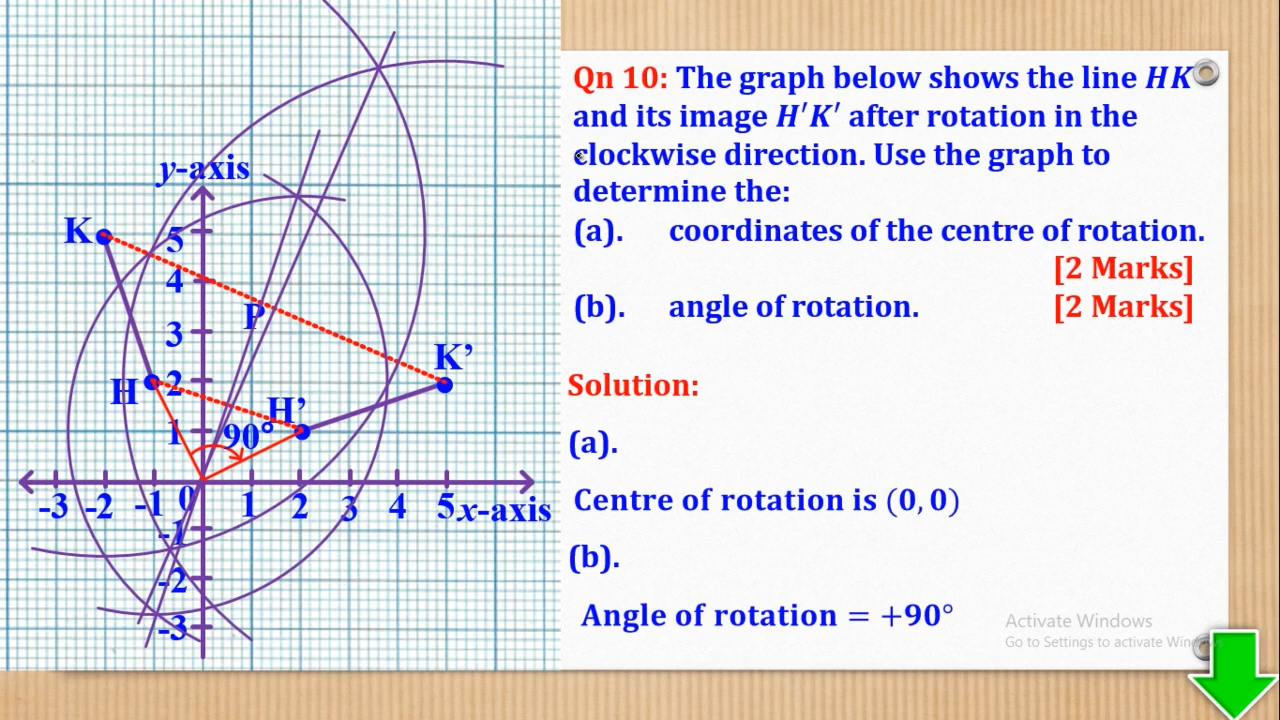 y-axis
K
5
4
P
3
K’
H
2
H’
1
90°
-3 -2 -1 0 1 2 3 4 5 x-axis
-1
-2
-3
Qn 10: The graph below shows the line HK
and its image H′K′ after rotation in the
clockwise direction. Use the graph to
determine the:
(a). coordinates of the centre of rotation.
[2 Marks]
(b). angle of rotation. [2 Marks]
Solution:
(a).
Centre of rotation is (0, 0)
(b).
Angle of rotation = +90°
Activate Windows
Go to Settings to activate Windows